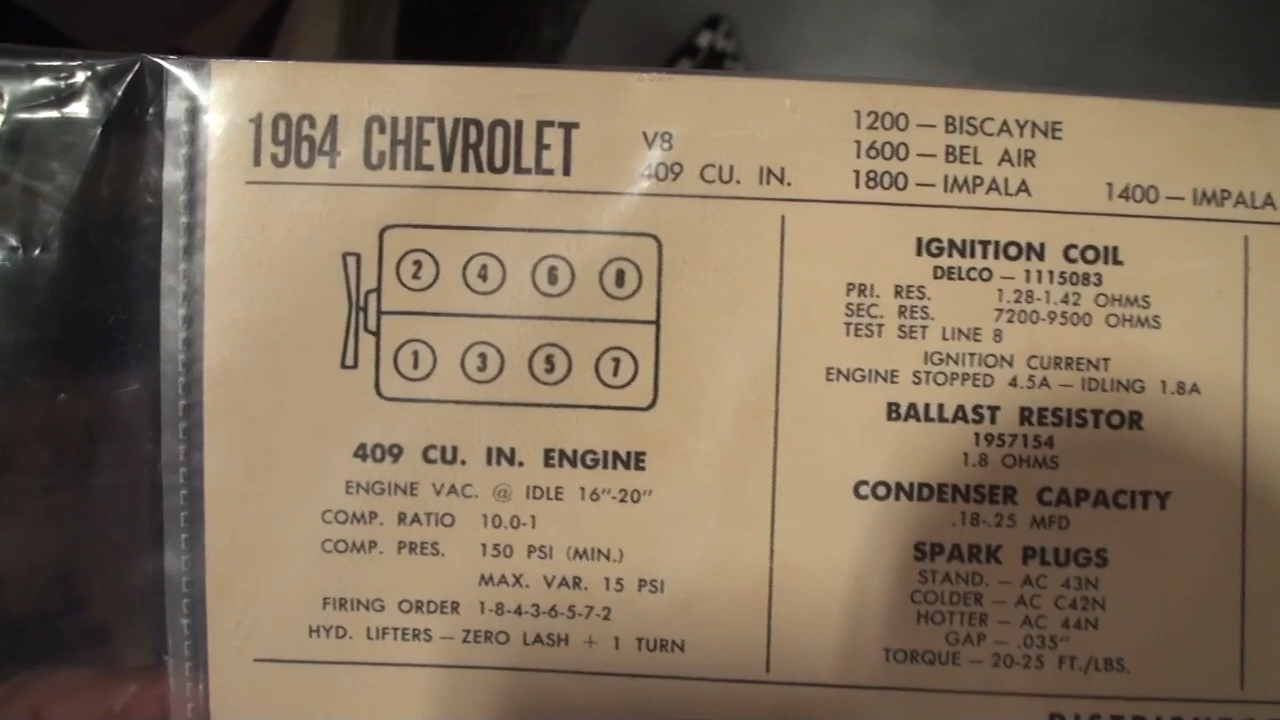 1964 CHEVROLET
V8
409 CU. IN.
1200 — BISCAYNE
1600 — BEL AIR
1800 — IMPALA
1400 — IMPALA
2 4 6 8
1 3 5 7
409 CU. IN. ENGINE
ENGINE VAC. @ IDLE 16"-20"
COMP. RATIO 10.0-1
COMP. PRES. 150 PSI (MIN.)
MAX. VAR. 15 PSI
FIRING ORDER 1-8-4-3-6-5-7-2
HYD. LIFTERS — ZERO LASH + 1 TURN
IGNITION COIL
DELCO — 1115083
PRI. RES. 1.28-1.42 OHMS
SEC. RES. 7200-9500 OHMS
TEST SET LINE 8
IGNITION CURRENT
ENGINE STOPPED 4.5A — IDLING 1.8A
BALLAST RESISTOR
1957154
1.8 OHMS
CONDENSER CAPACITY
.18-.25 MFD
SPARK PLUGS
STAND. — AC 43N
COLDER — AC C42N
HOTTER — AC 44N
GAP — .035"
TORQUE — 20-25 FT./LBS.